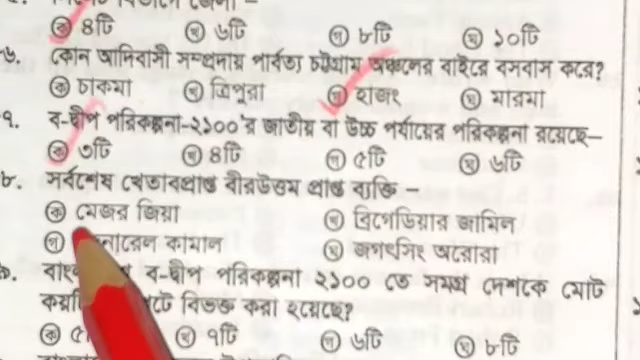 ক ৪টি খ ৬টি গ ৮টি ঘ ১০টি
৬. কোন আদিবাসী সম্প্রদায় পার্বত্য চট্টগ্রাম অঞ্চলের বাইরে বসবাস করে?
ক চাকমা খ ত্রিপুরা গ হাজং ঘ মারমা
৭. ব-দ্বীপ পরিকল্পনা-২১০০'র জাতীয় বা উচ্চ পর্যায়ের পরিকল্পনা রয়েছে–
ক ৩টি খ ৪টি গ ৫টি ঘ ৬টি
৮. সর্বশেষ খেতাবপ্রাপ্ত বীরউত্তম প্রাপ্ত ব্যক্তি –
ক মেজর জিয়া খ ব্রিগেডিয়ার জামিল
গ কামাল ঘ জগৎসিং অরোরা
৯. ব-দ্বীপ পরিকল্পনা ২১০০ তে সমগ্র দেশকে মোট
বিভক্ত করা হয়েছে?
ক খ ৭টি গ ৬টি ঘ ৮টি